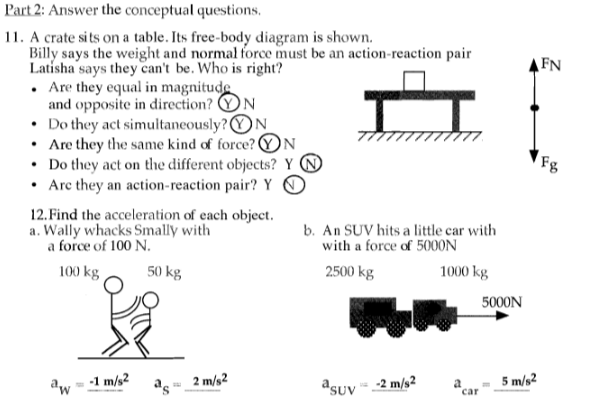 Part 2: Answer the conceptual questions.
11. A crate sits on a table. Its free-body diagram is shown.
Billy says the weight and normal force must be an action-reaction pair
Latisha says they can't be. Who is right?
• Are they equal in magnitude
and opposite in direction? Y N
• Do they act simultaneously? Y N
• Are they the same kind of force? Y N
• Do they act on the different objects? Y N
• Are they an action-reaction pair? Y N
FN
Fg
12. Find the acceleration of each object.
a. Wally whacks Smally with
a force of 100 N.
100 kg 50 kg
aW = -1 m/s2 aS = 2 m/s2
b. An SUV hits a little car with
with a force of 5000N
2500 kg 1000 kg
5000N
aSUV = -2 m/s2 acar = 5 m/s2